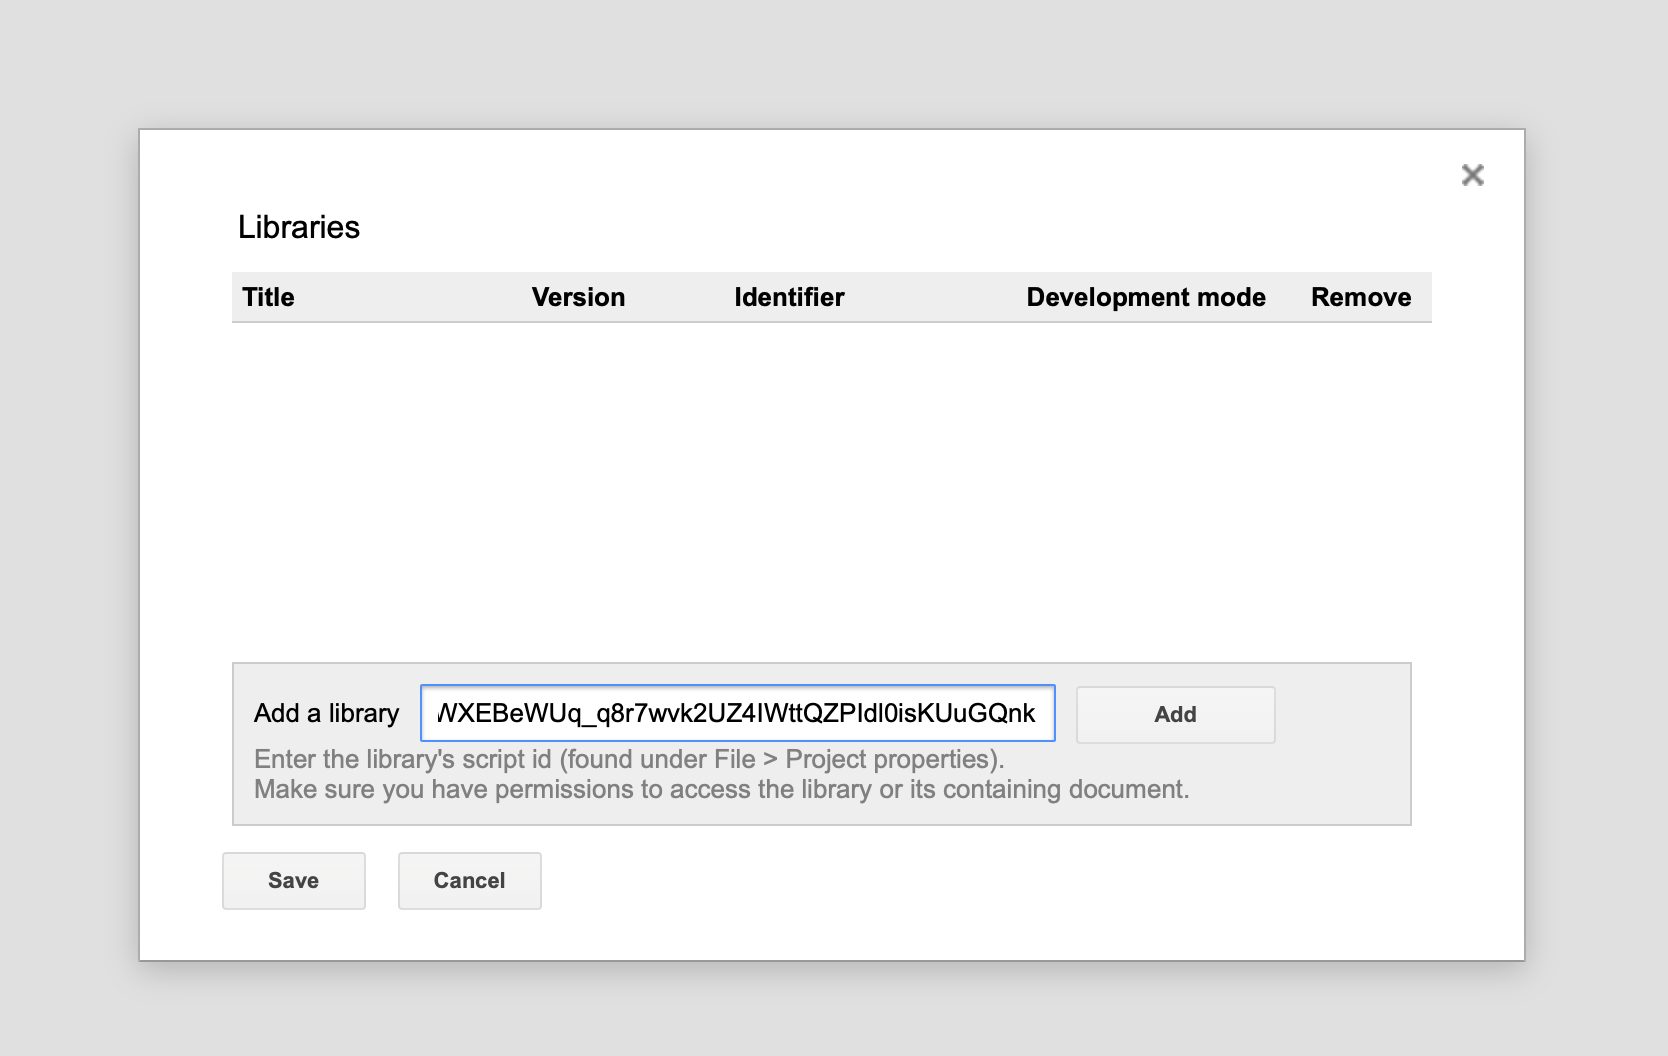 Libraries
Title Version Identifier Development mode Remove
Add a library WXEBeWUq_q8r7wvk2UZ4IWttQZPIdl0isKUuGQnk Add
Enter the library's script id (found under File > Project properties).
Make sure you have permissions to access the library or its containing document.
Save Cancel